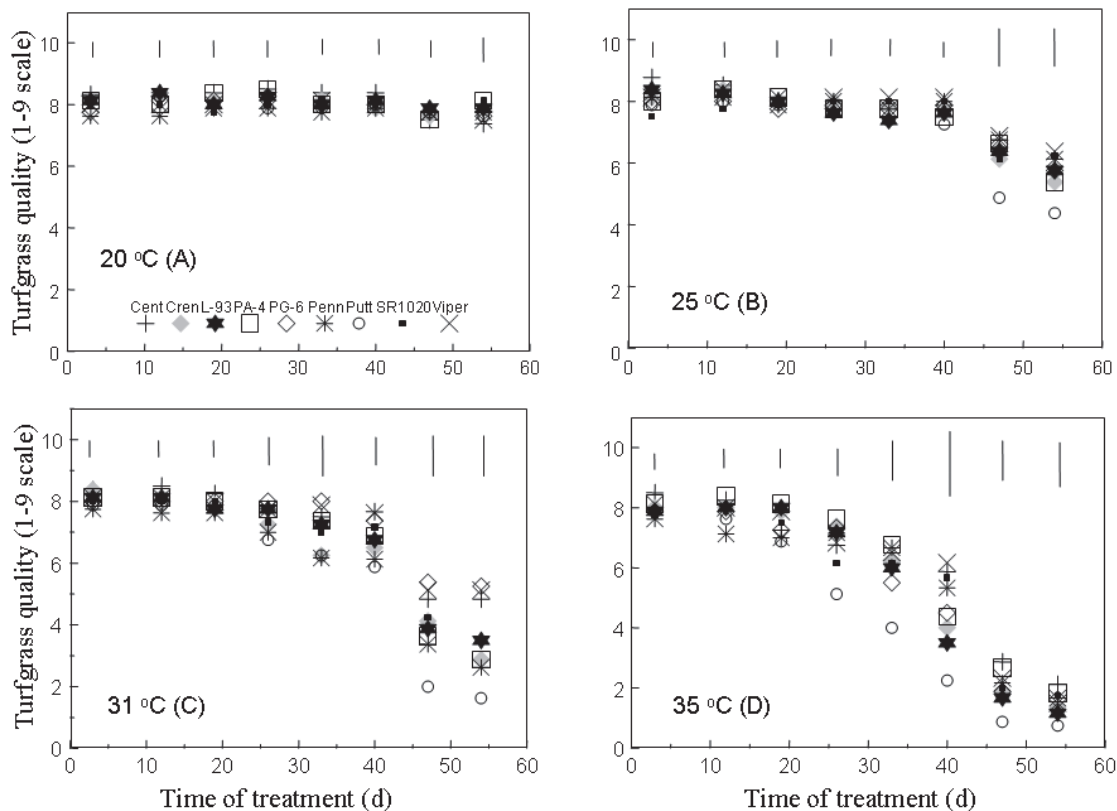 Turfgrass quality (1-9 scale)
10
8
6
4
2
0
20 °C (A)
Cent Cren L-93 PA-4 PG-6 Penn Putt SR1020 Viper
0 10 20 30 40 50 60
10
8
6
4
2
0
25 °C (B)
0 10 20 30 40 50 60
Turfgrass quality (1-9 scale)
10
8
6
4
2
0
31 °C (C)
0 10 20 30 40 50 60
Time of treatment (d)
10
8
6
4
2
0
35 °C (D)
0 10 20 30 40 50 60
Time of treatment (d)